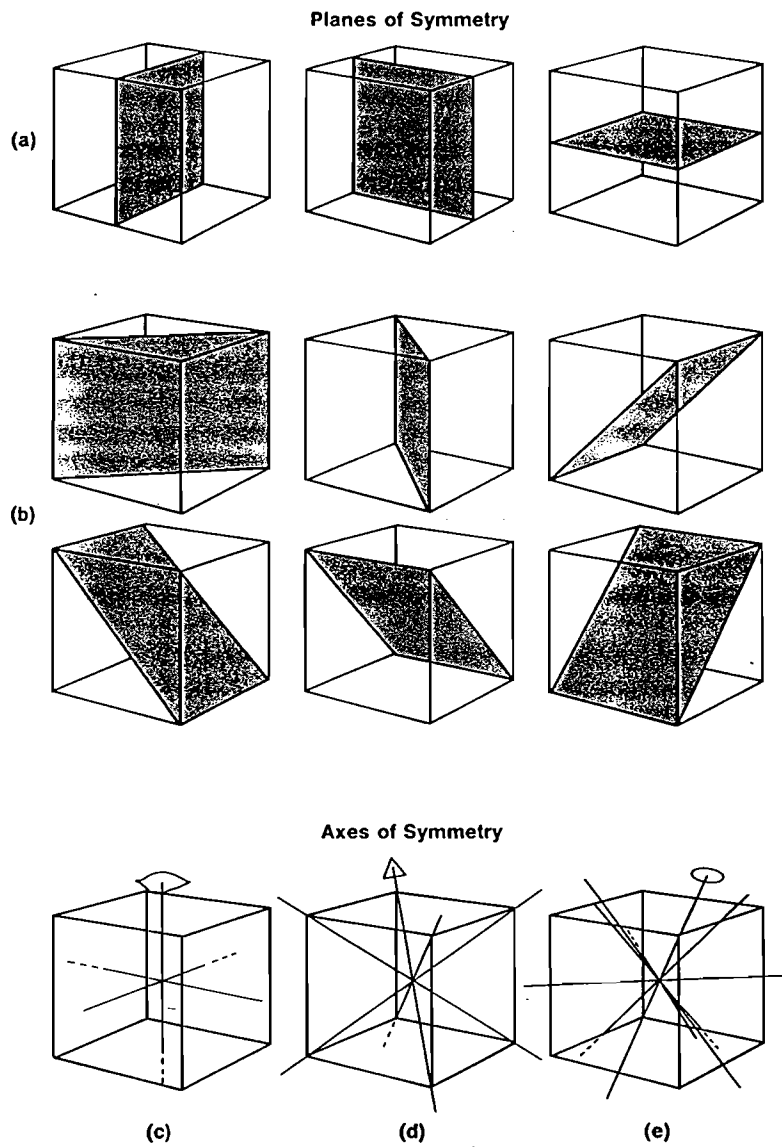 Planes of Symmetry
(a)
(b)
Axes of Symmetry
(c) (d) (e)